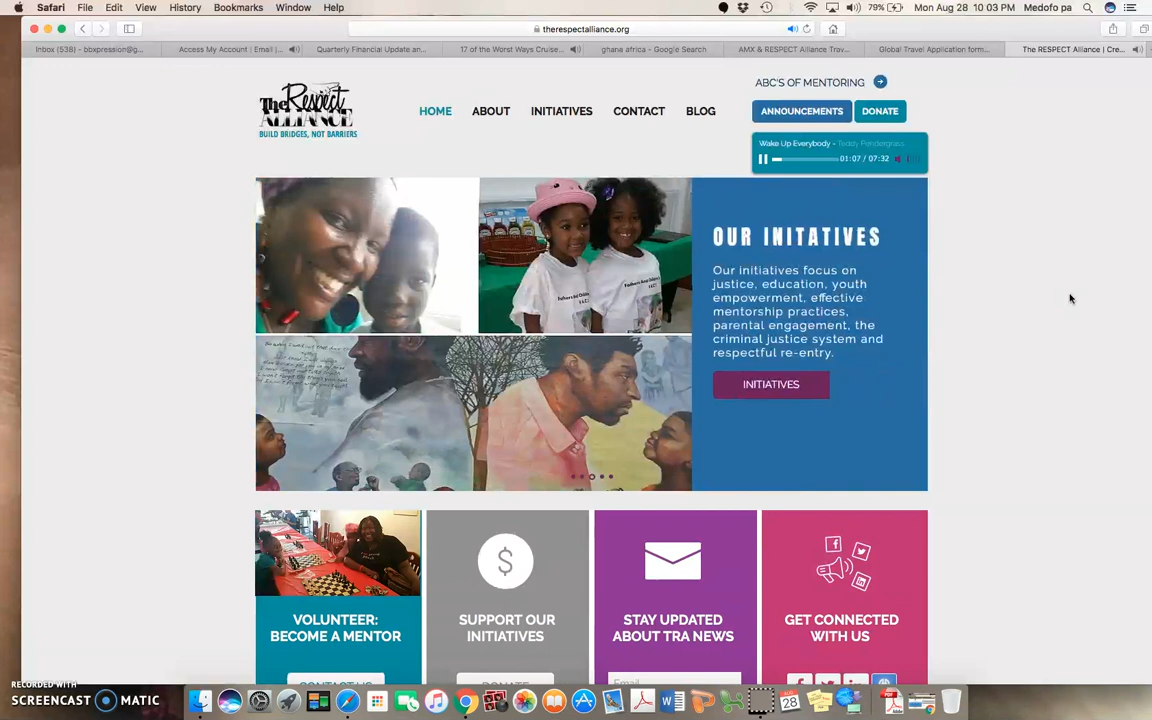 Safari File Edit View History Bookmarks Window Help
79% Mon Aug 28 10:03 PM Medofo pa
therespectalliance.org
Inbox (538) - bbxpression@g... Access My Account | Email |... Quarterly Financial Update an... 17 of the Worst Ways Cruise... ghana africa - Google Search AMX & RESPECT Alliance Trav... Global Travel Application form... The RESPECT Alliance | Cre...
The Respect
ALLIANCE
BUILD BRIDGES, NOT BARRIERS
HOME ABOUT INITIATIVES CONTACT BLOG
ABC'S OF MENTORING
ANNOUNCEMENTS DONATE
Wake Up Everybody - Teddy Pendergrass
01:07 / 07:32
OUR INITATIVES
Our initiatives focus on
justice, education, youth
empowerment, effective
mentorship practices,
parental engagement, the
criminal justice system and
respectful re-entry.
INITIATIVES
VOLUNTEER:
BECOME A MENTOR
CONTACT US
$
SUPPORT OUR
INITIATIVES
DONATE
STAY UPDATED
ABOUT TRA NEWS
Email
GET CONNECTED
WITH US
RECORDED WITH
SCREENCAST MATIC
28